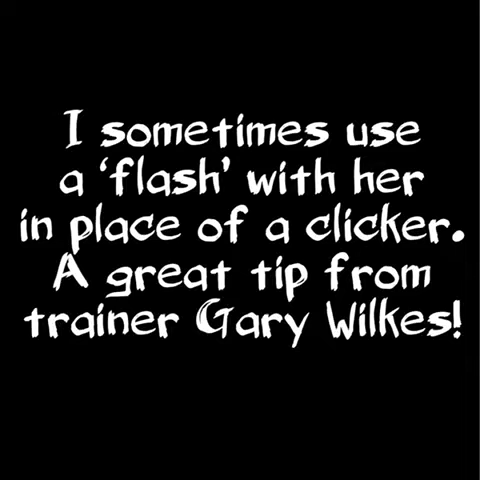 I sometimes use
a 'flash' with her
in place of a clicker.
A great tip from
trainer Gary Wilkes!